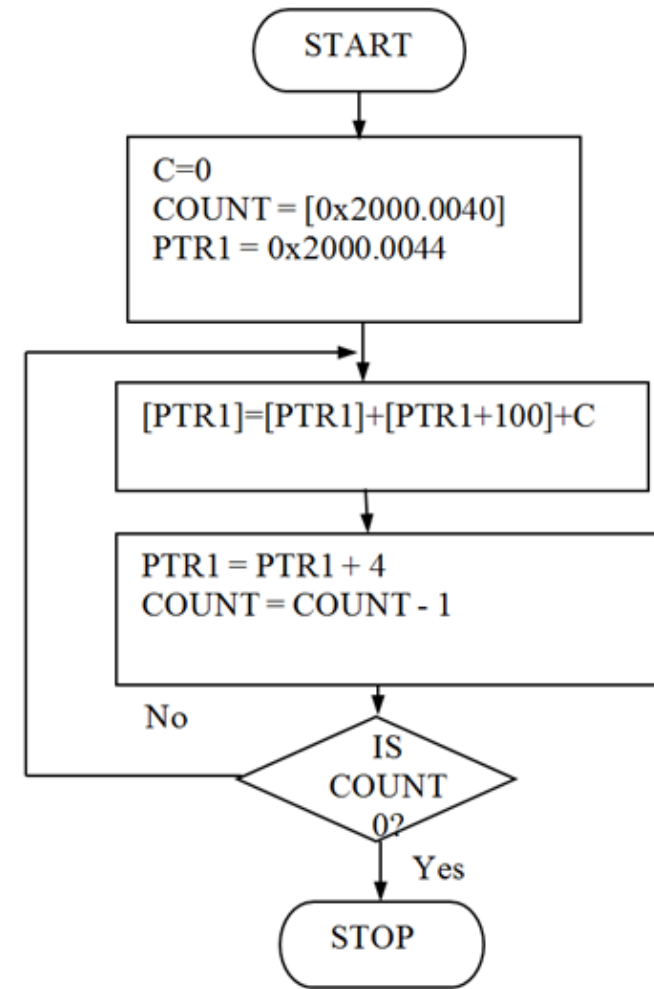 START
C=0
COUNT = [0x2000.0040]
PTR1 = 0x2000.0044
[PTR1]=[PTR1]+[PTR1+100]+C
PTR1 = PTR1 + 4
COUNT = COUNT - 1
No
IS
COUNT
0?
Yes
STOP